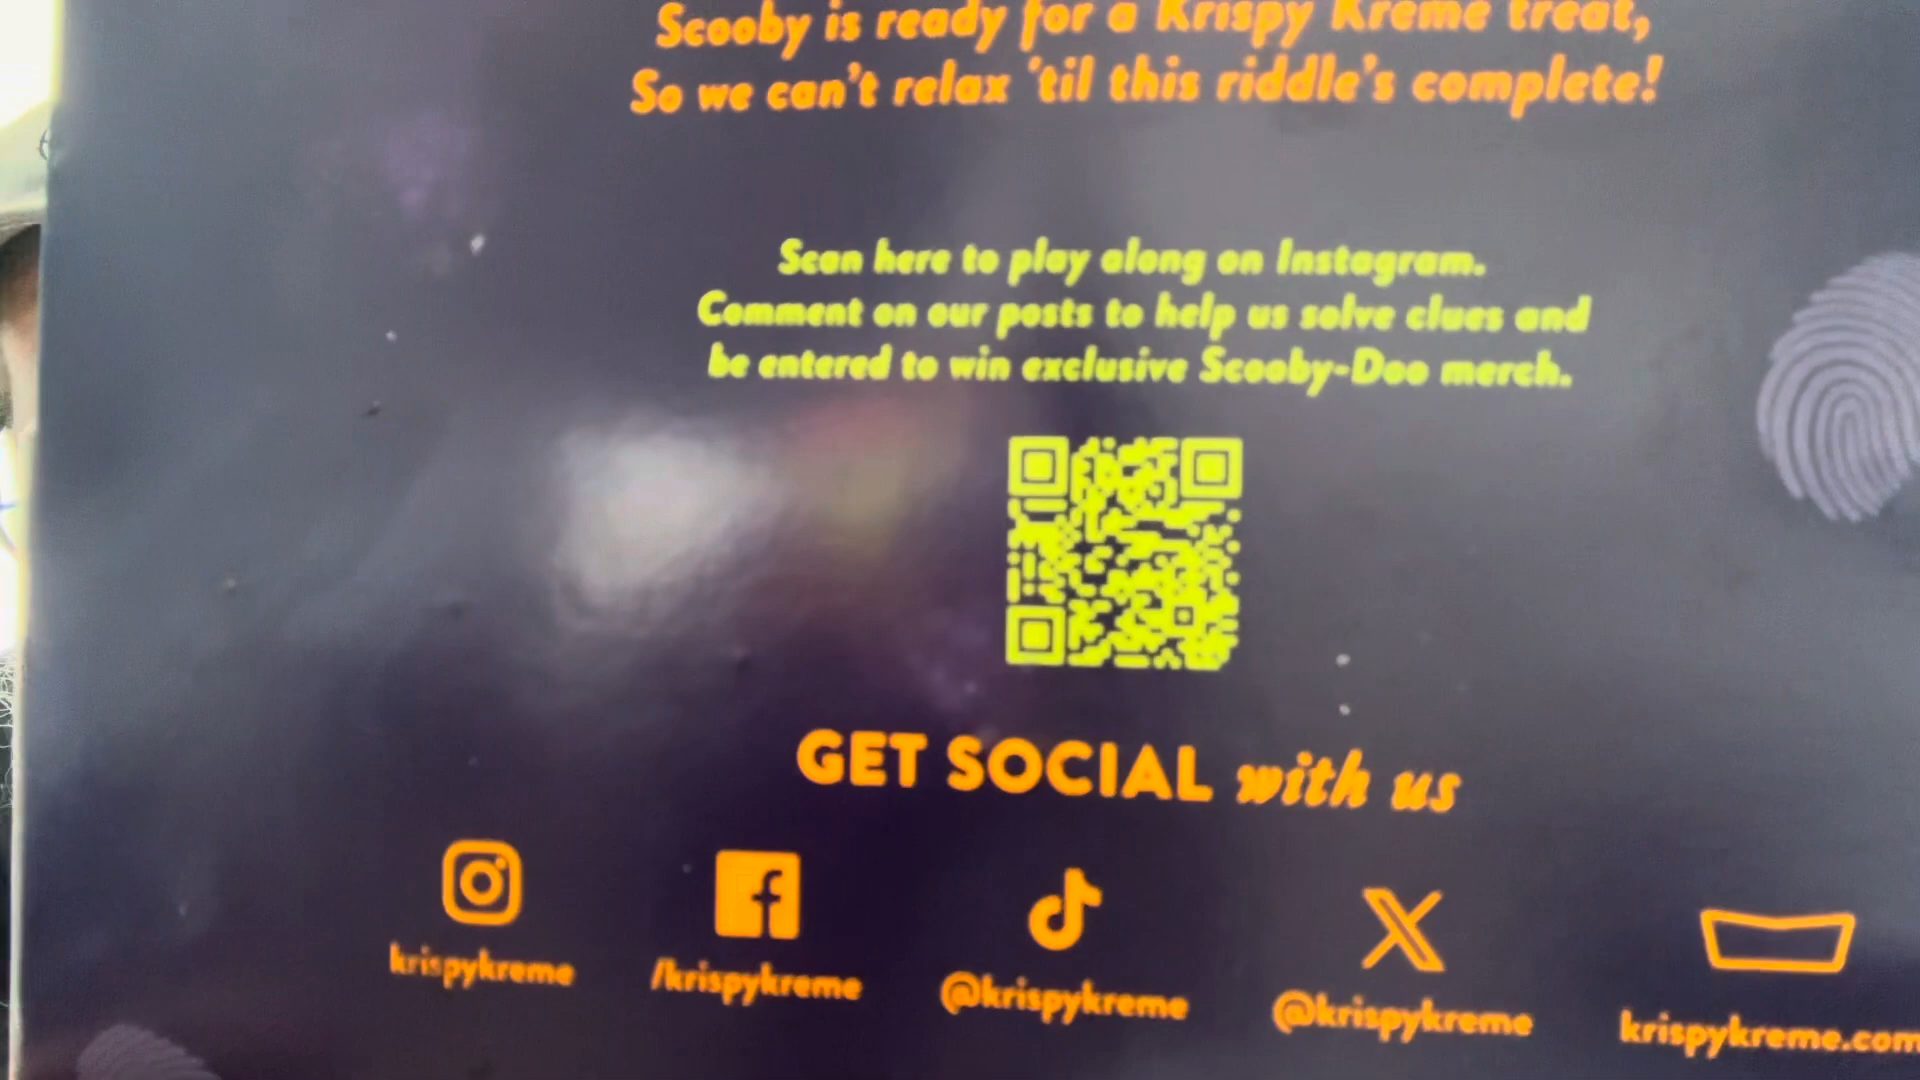 Scooby is ready for a Krispy Kreme treat,
So we can't relax 'til this riddle's complete!
Scan here to play along on Instagram.
Comment on our posts to help us solve clues and
be entered to win exclusive Scooby-Doo merch.
GET SOCIAL with us
krispykreme
/krispykreme
@krispykreme
@krispykreme
krispykreme.com